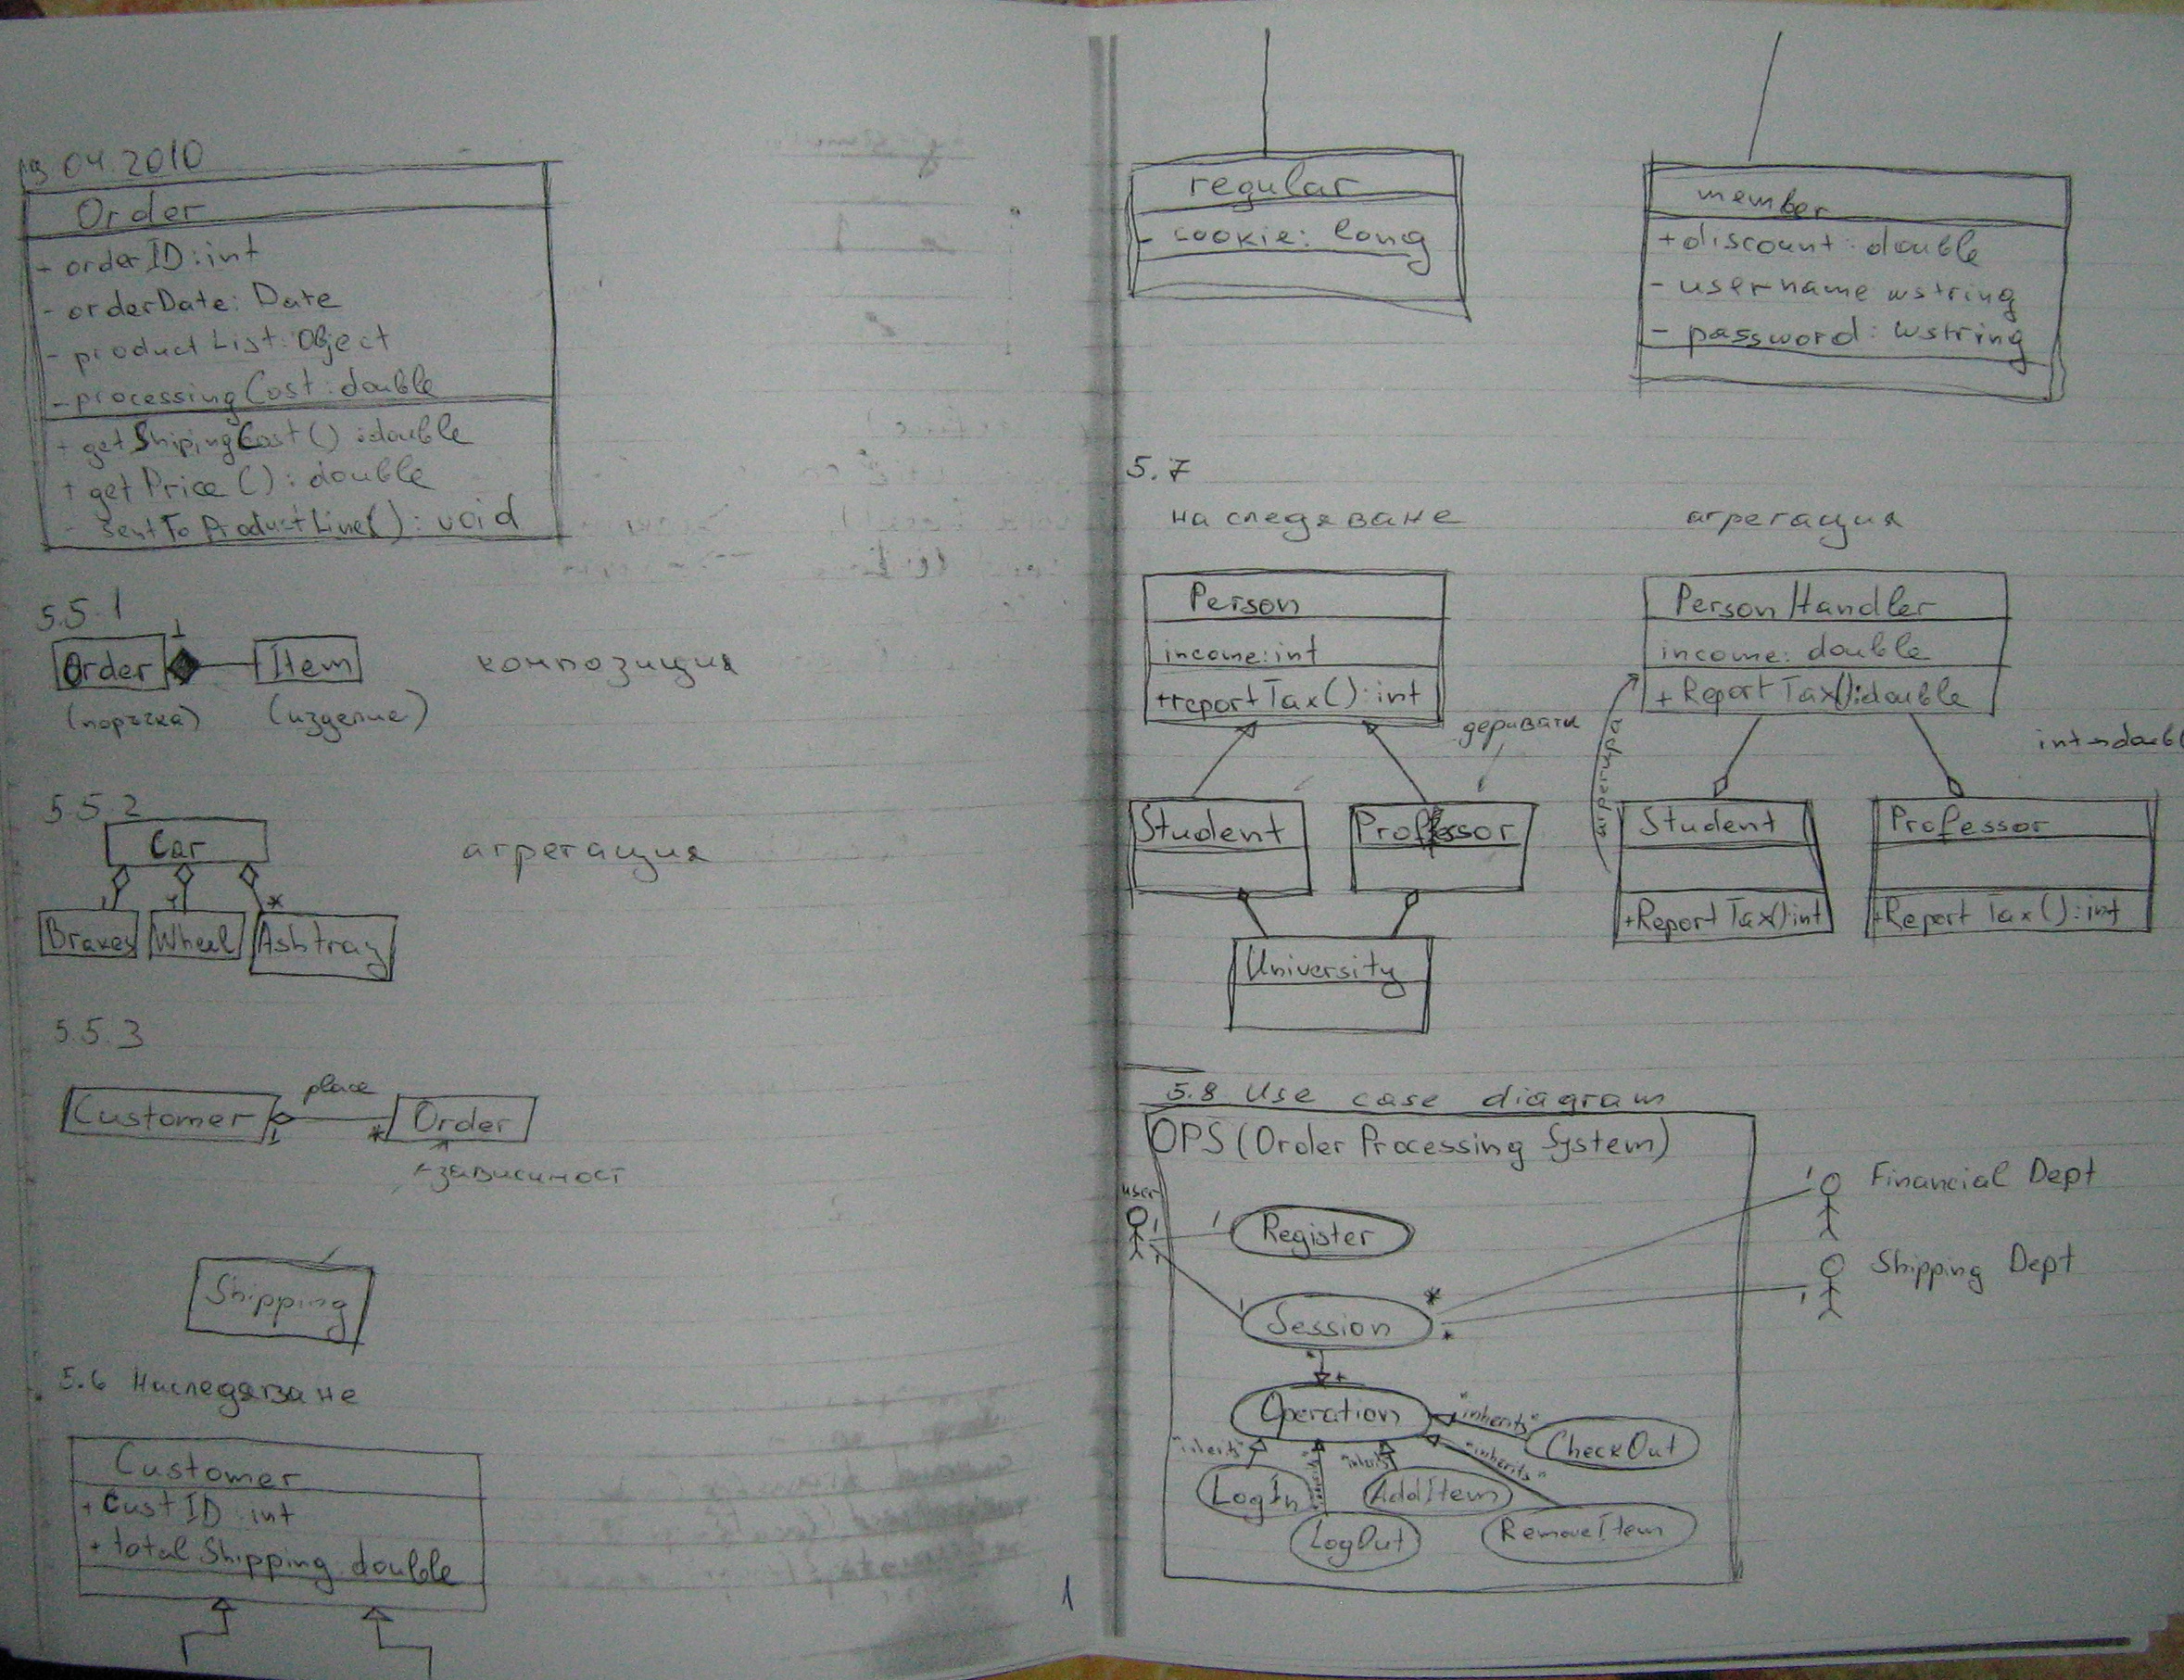 04.2010
Order
+ orderID: int
- orderDate: Date
- productList: Object
- processingCost: double
+ getShipingCost() : double
+ getPrice(): double
- SentToProductLine(): void
5.5.1
1
Order
Item
композиция
(поръчка)
(изделие)
5.5.2
Car
агрегация
*
Brakes
Wheel
Ashtray
5.5.3
place
Customer
1
*
Order
зависимост
Shipping
5.6 Наследяване
Customer
+ CustID: int
+ total Shipping: double
1
regular
- cookie: long
member
+ discount: double
- username wstring
- password: wstring
5.7
наследяване
агрегация
Person
income: int
+reportTax(): int
деривати
Student
Professor
University
PersonHandler
income: double
+ReportTax():double
агрегира
Student
+ReportTax():int
Professor
+Report Tax(): int
5.8 Use case diagram
OPS (Order Processing System)
user
1
1
Register
1
1
Session
*
*
1
Financial Dept
1
Shipping Dept
Operation
"inherits"
CheckOut
"inherits"
LogIn
"inherits"
LogOut
"inherits"
AddItem
"inherits"
RemoveItem